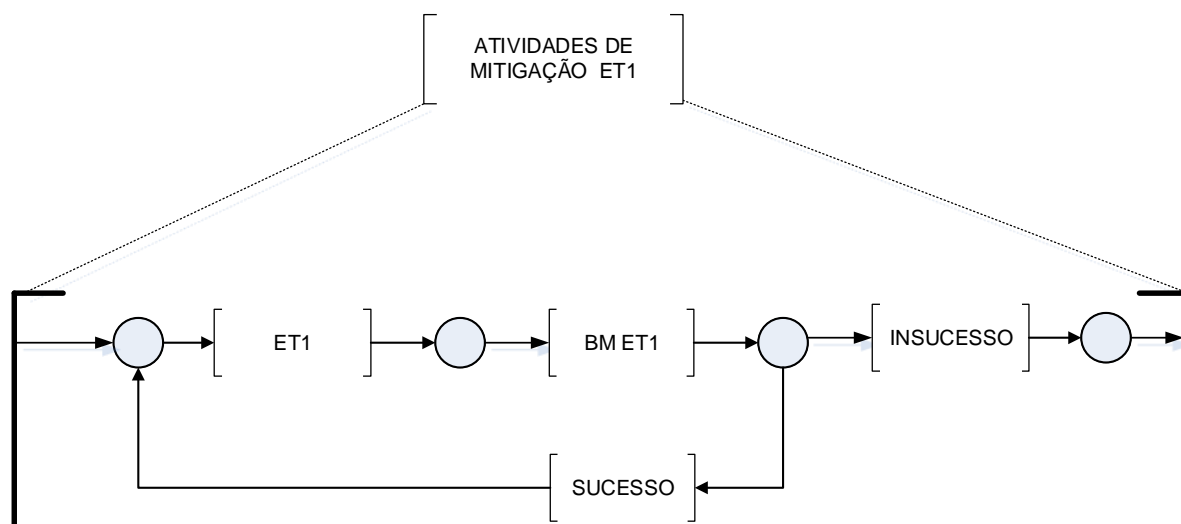 ATIVIDADES DE
MITIGAÇÃO ET1
ET1
BM ET1
INSUCESSO
SUCESSO